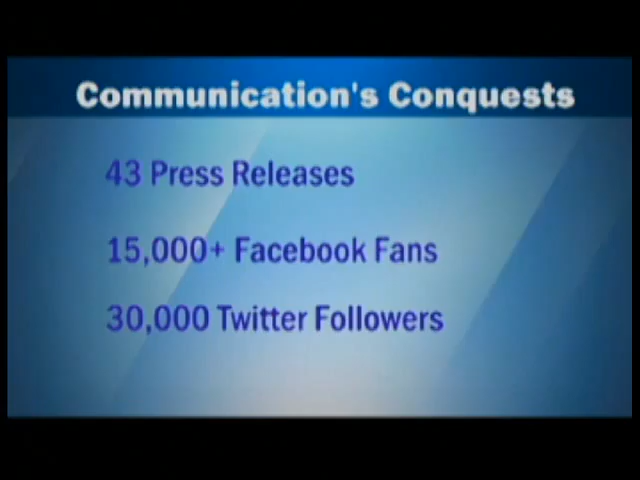 Communication's Conquests
43 Press Releases
15,000+ Facebook Fans
30,000 Twitter Followers